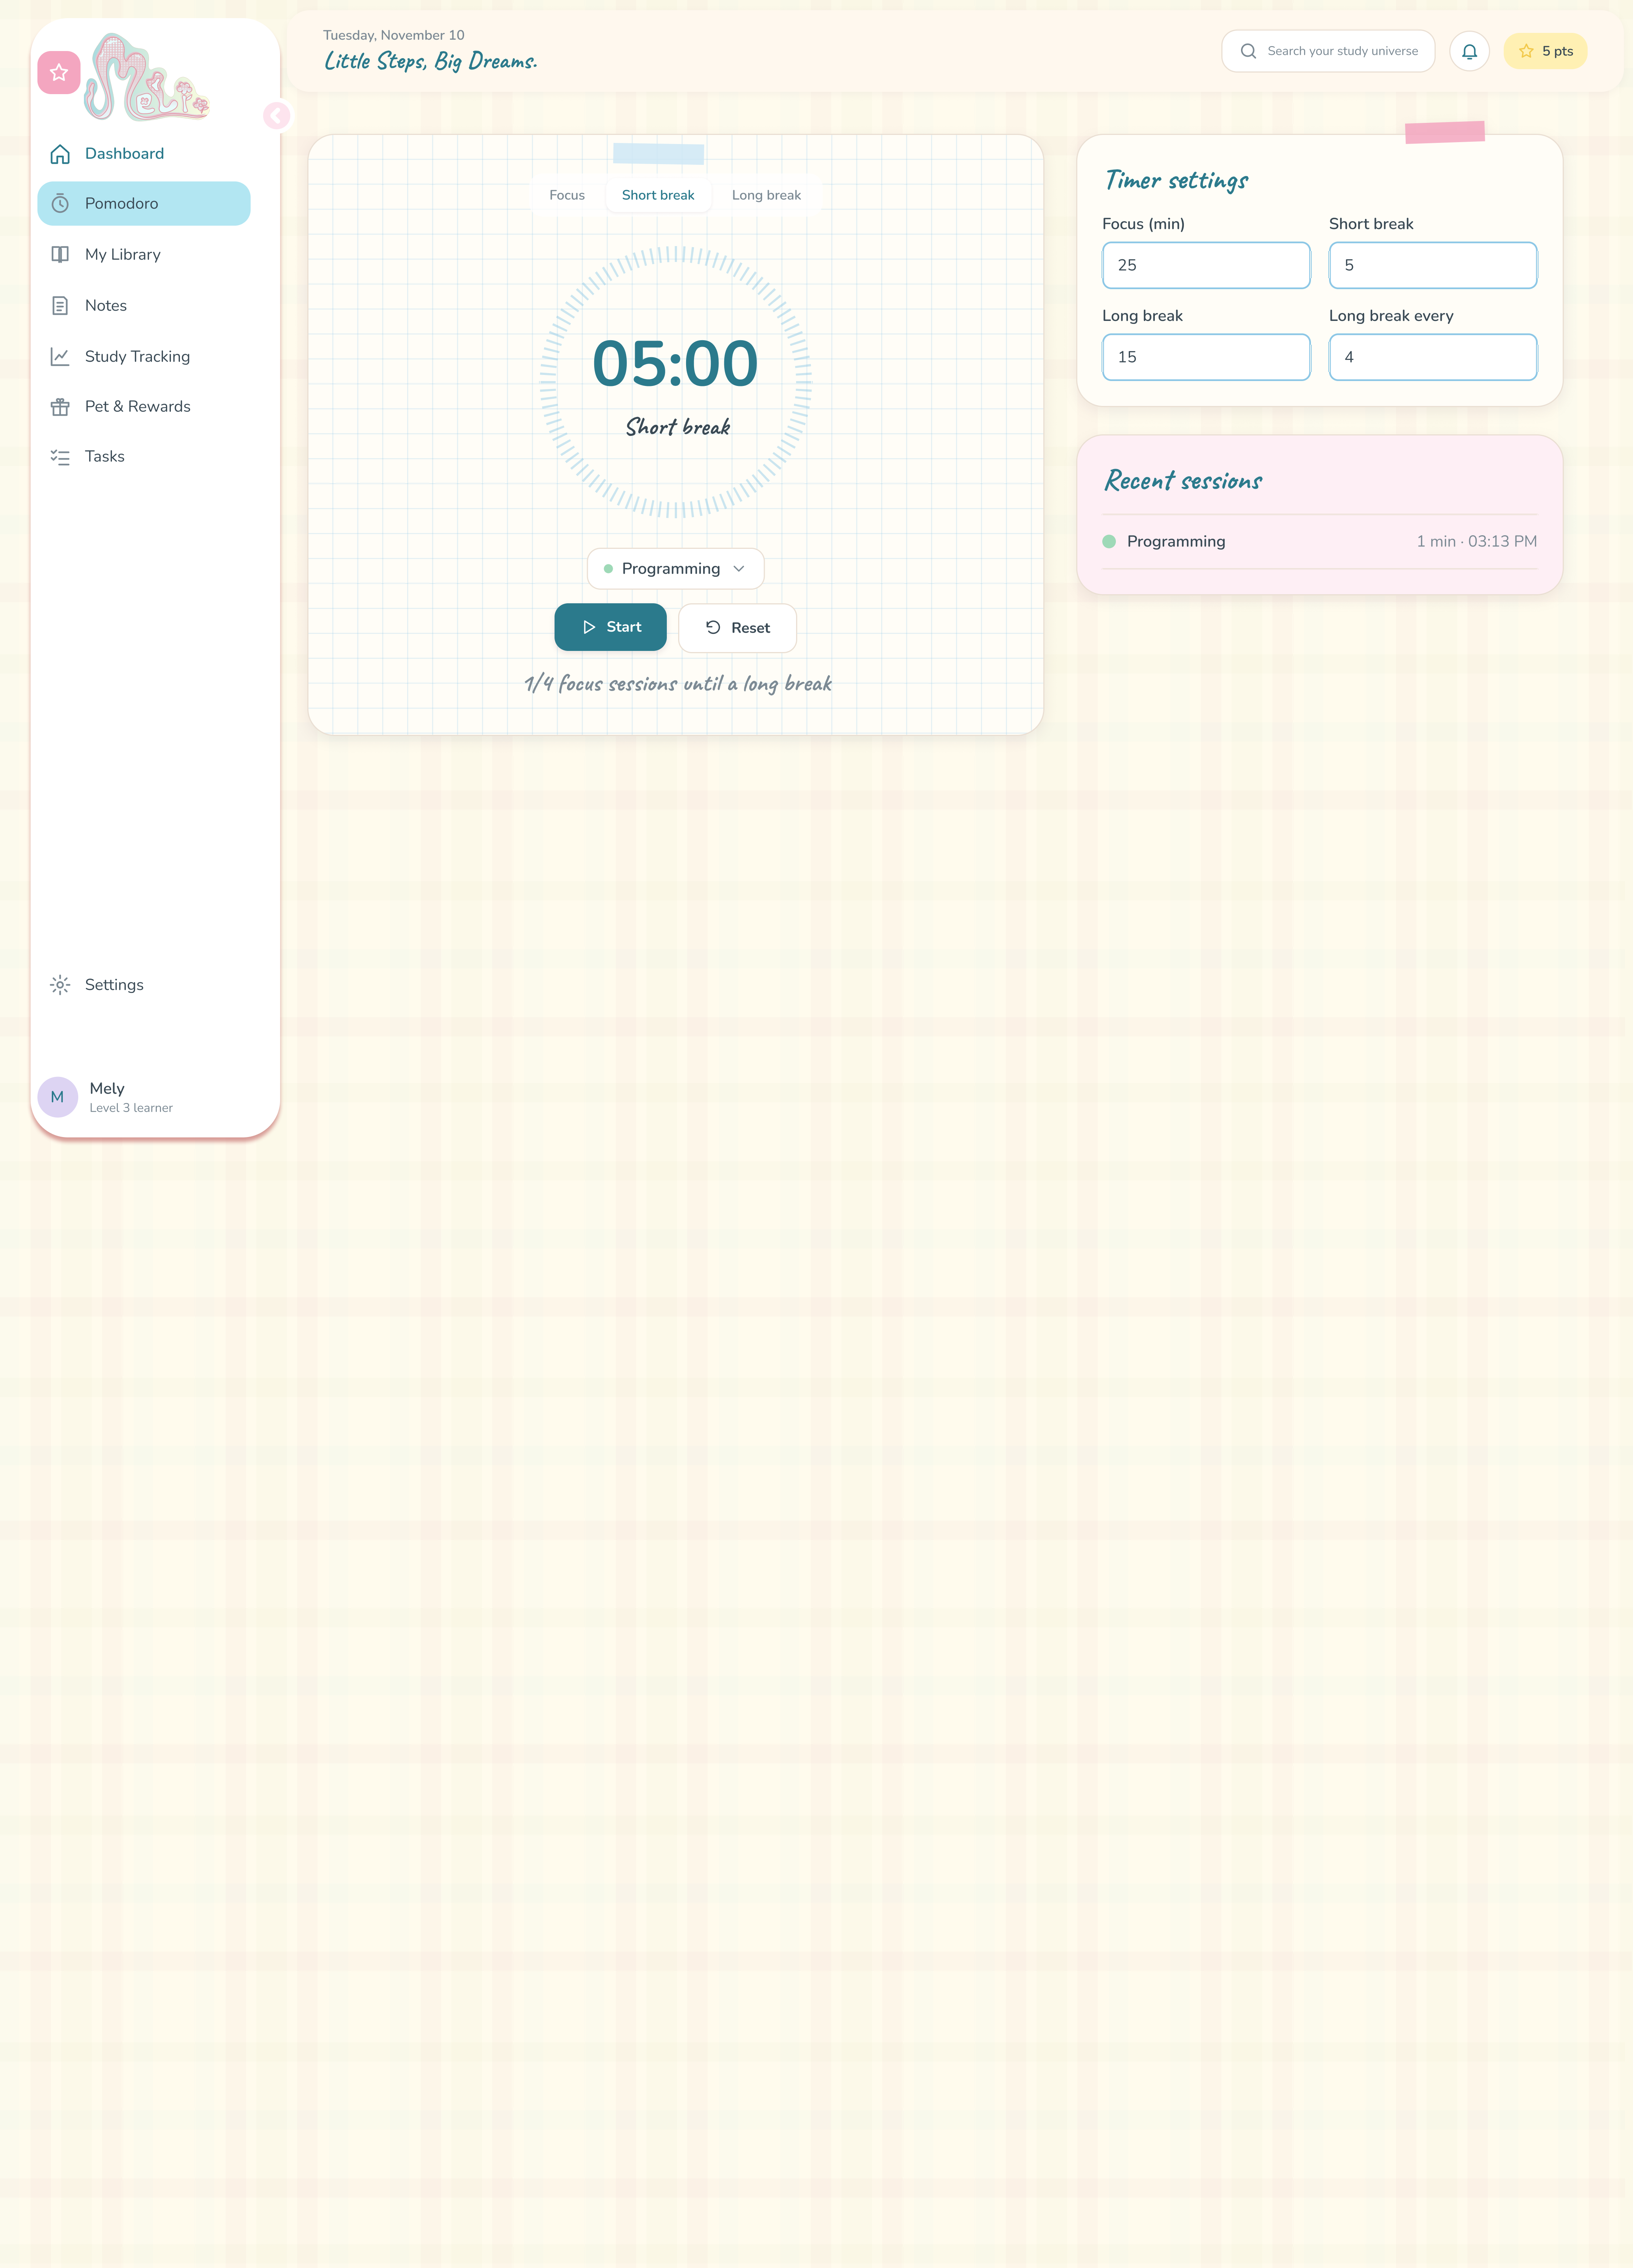 Meli
Dashboard
Pomodoro
My Library
Notes
Study Tracking
Pet & Rewards
Tasks
Settings
M
Mely
Level 3 learner
Tuesday, November 10
Little Steps, Big Dreams.
Search your study universe
5 pts
Focus Short break Long break
05:00
Short break
Programming
Start Reset
1/4 focus sessions until a long break
Timer settings
Focus (min) Short break
25 5
Long break Long break every
15 4
Recent sessions
Programming 1 min · 03:13 PM